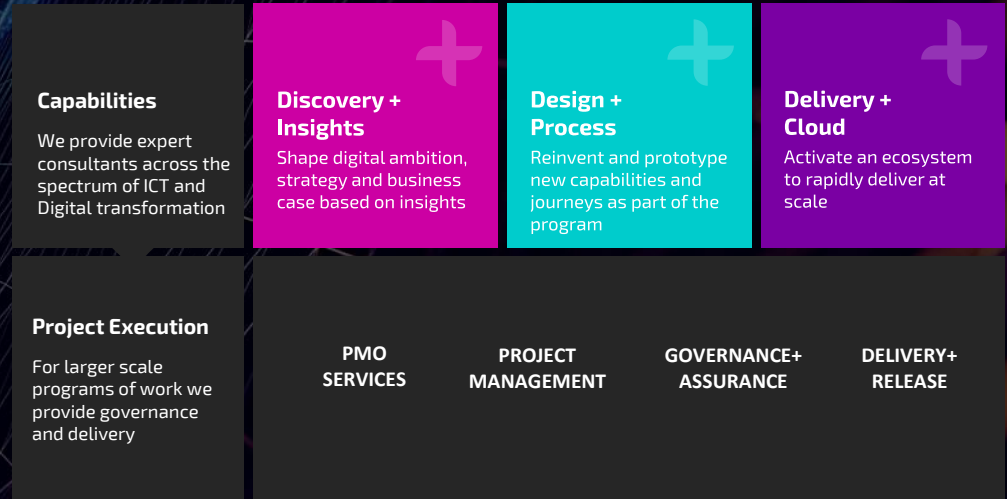 Capabilities
We provide expert
consultants across the
spectrum of ICT and
Digital transformation
Discovery +
Insights
Shape digital ambition,
strategy and business
case based on insights
Design +
Process
Reinvent and prototype
new capabilities and
journeys as part of the
program
Delivery +
Cloud
Activate an ecosystem
to rapidly deliver at
scale
Project Execution
For larger scale
programs of work we
provide governance
and delivery
PMO
SERVICES
PROJECT
MANAGEMENT
GOVERNANCE+
ASSURANCE
DELIVERY+
RELEASE